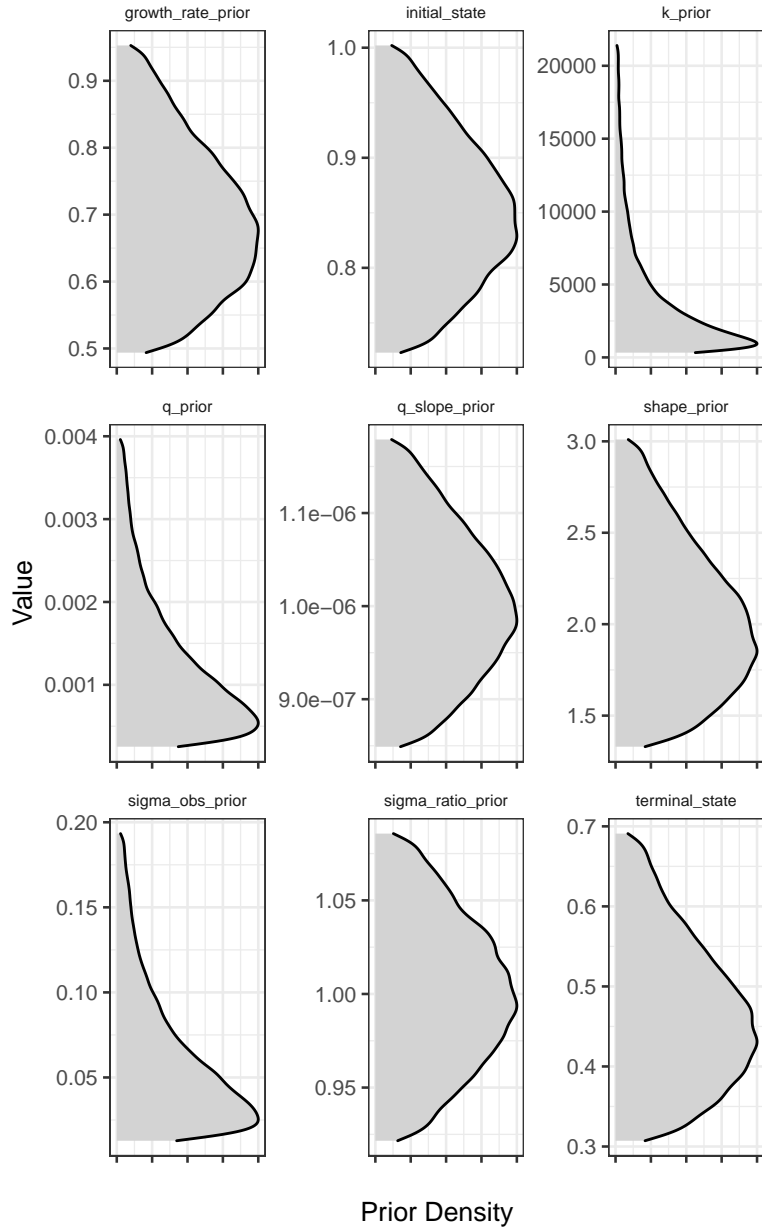 growth_rate_prior
initial_state
k_prior
0.9
0.8
0.7
0.6
0.5
1.0
0.9
0.8
20000
15000
10000
5000
0
q_prior
q_slope_prior
shape_prior
0.004
0.003
0.002
0.001
1.1e−06
1.0e−06
9.0e−07
3.0
2.5
2.0
1.5
Value
sigma_obs_prior
sigma_ratio_prior
terminal_state
0.20
0.15
0.10
0.05
1.05
1.00
0.95
0.7
0.6
0.5
0.4
0.3
Prior Density